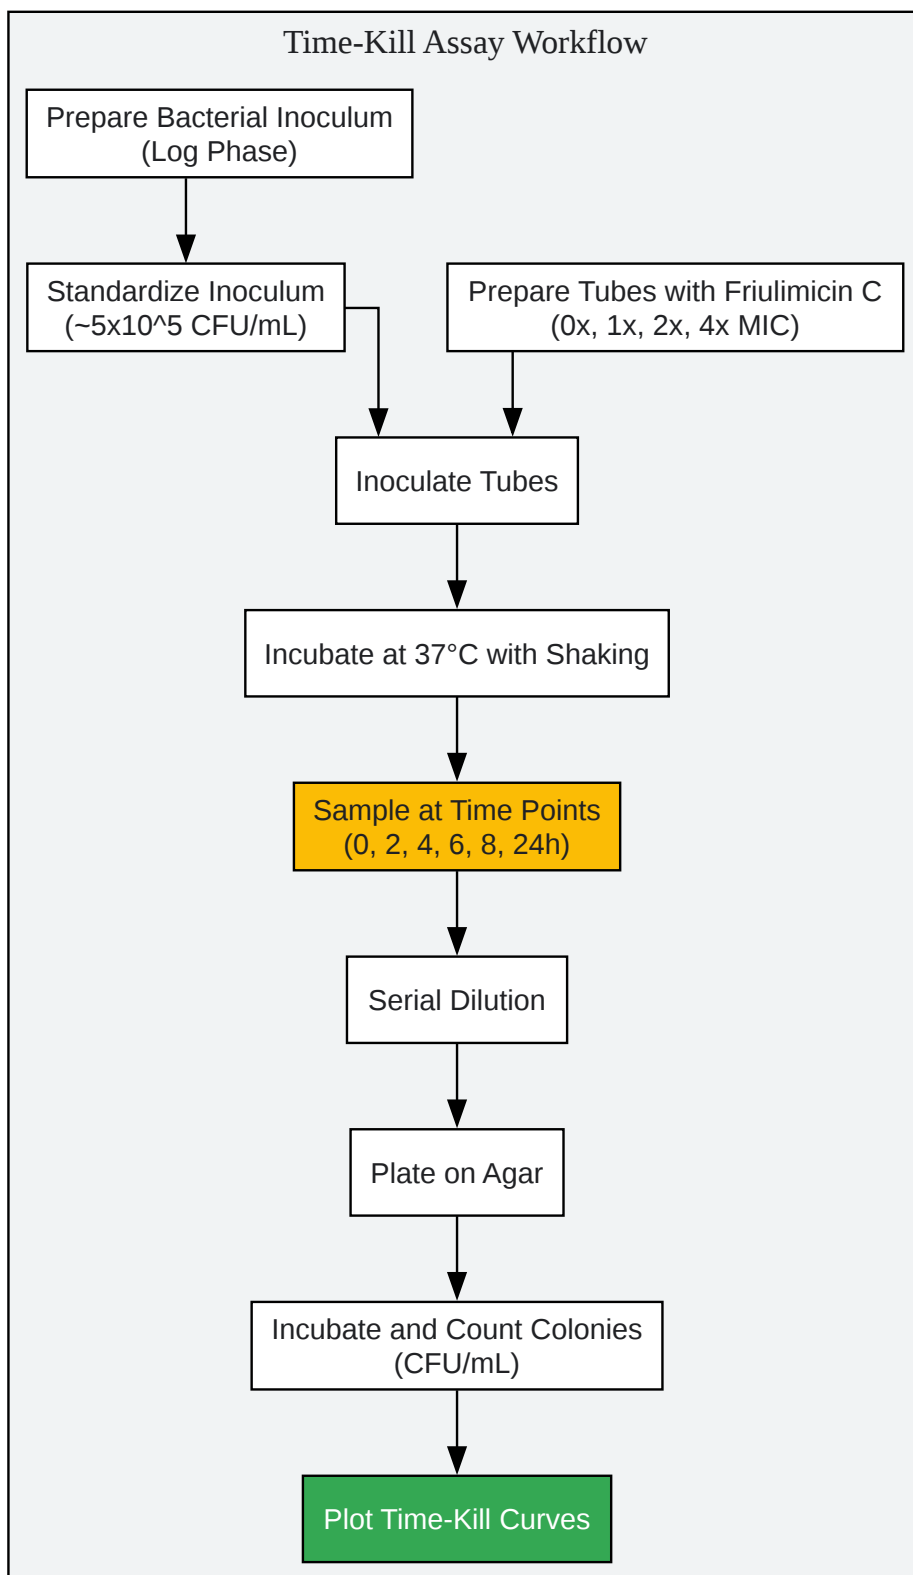 Time-Kill Assay Workflow
Prepare Bacterial Inoculum
(Log Phase)
Standardize Inoculum
(~5x10^5 CFU/mL)
Prepare Tubes with Friulimicin C
(0x, 1x, 2x, 4x MIC)
Inoculate Tubes
Incubate at 37°C with Shaking
Sample at Time Points
(0, 2, 4, 6, 8, 24h)
Serial Dilution
Plate on Agar
Incubate and Count Colonies
(CFU/mL)
Plot Time-Kill Curves